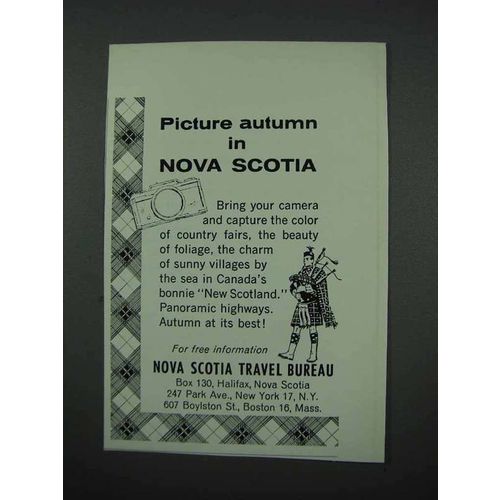 Picture autumn
in
NOVA SCOTIA
Bring your camera
and capture the color
of country fairs, the beauty
of foliage, the charm
of sunny villages by
the sea in Canada's
bonnie "New Scotland."
Panoramic highways.
Autumn at its best!
For free information
NOVA SCOTIA TRAVEL BUREAU
Box 130, Halifax, Nova Scotia
247 Park Ave., New York 17, N.Y.
607 Boylston St., Boston 16, Mass.